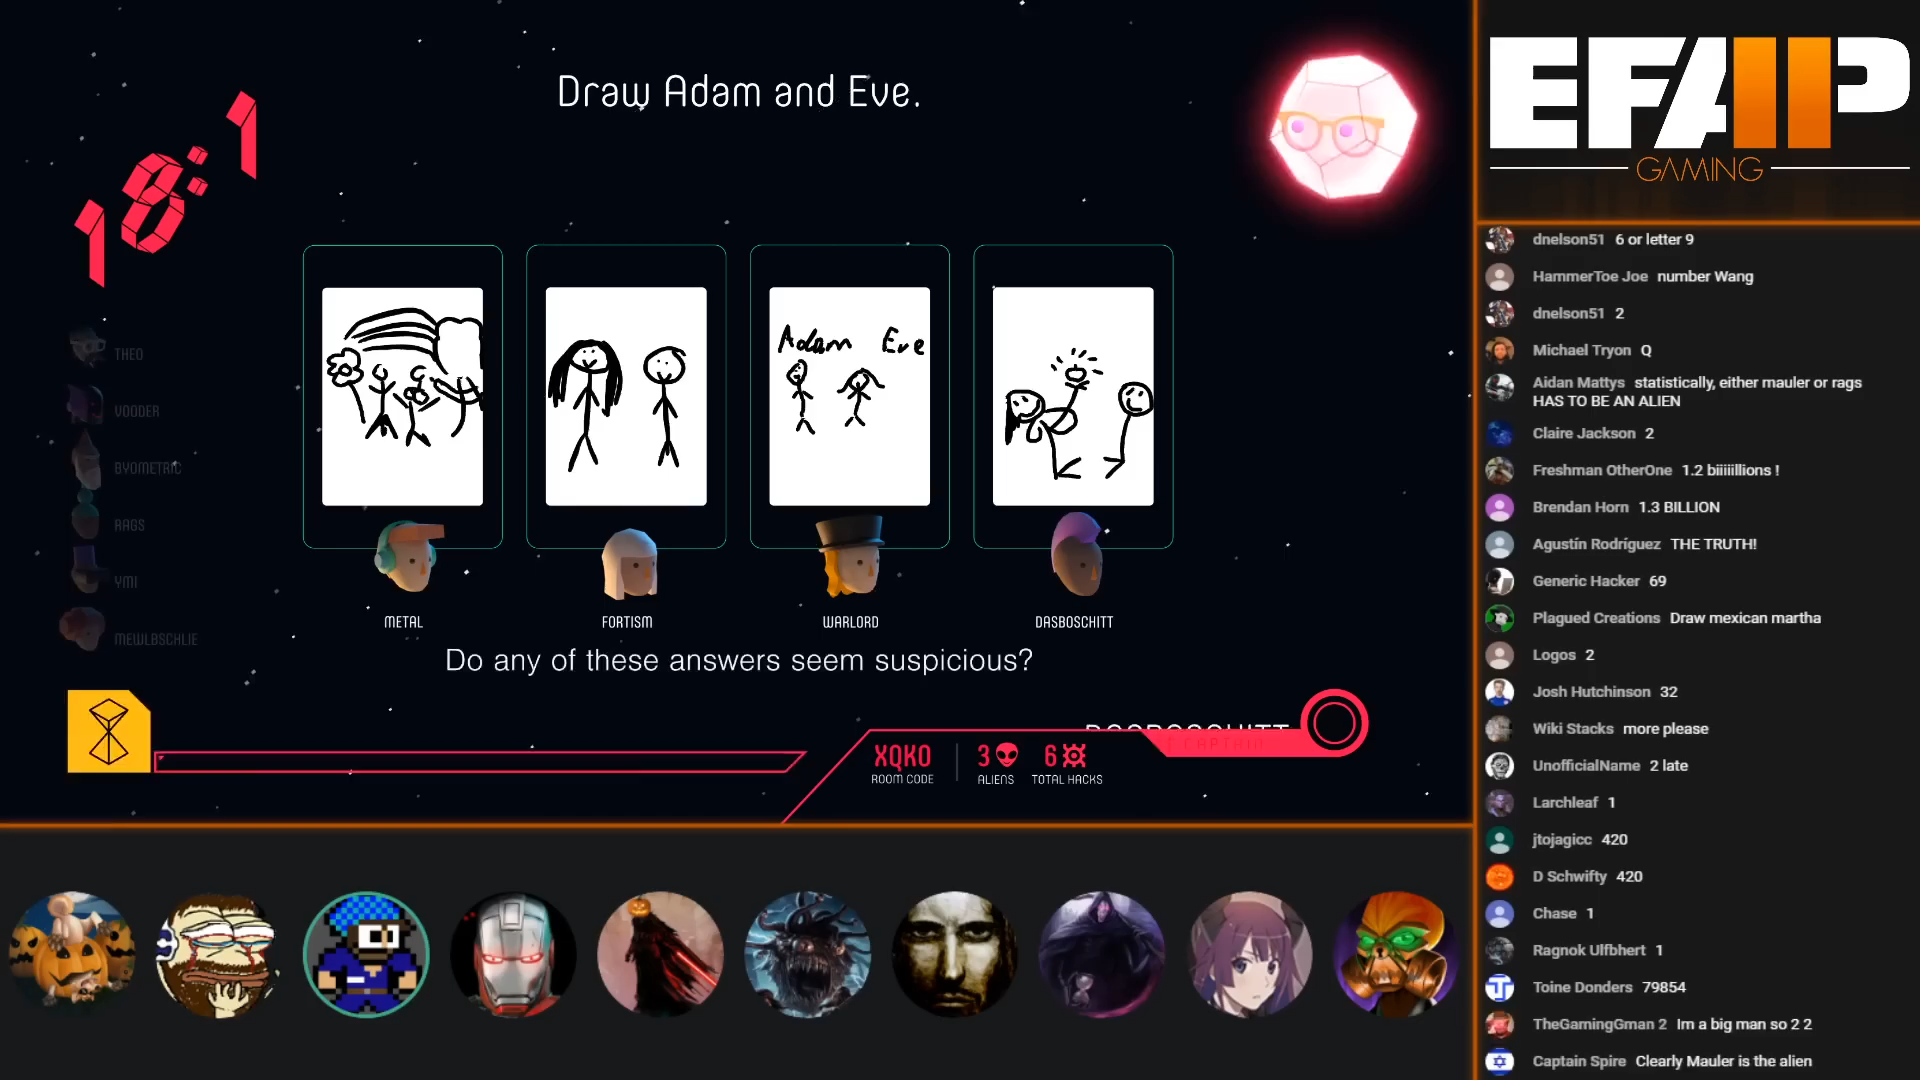 Draw Adam and Eve.
18:1
THEO
VOODER
BYOMETRIC
RAGS
YMI
MEWLBSCHLIE
Adam Eve
METAL
FORTISM
WARLORD
DASBOSCHITT
Do any of these answers seem suspicious?
XQKO
ROOM CODE
3
ALIENS
6
TOTAL HACKS
EFAP
GAMING
dnelson51 6 or letter 9
HammerToe Joe number Wang
dnelson51 2
Michael Tryon Q
Aidan Mattys statistically, either mauler or rags
HAS TO BE AN ALIEN
Claire Jackson 2
Freshman OtherOne 1.2 biiiiillions !
Brendan Horn 1.3 BILLION
Agustín Rodríguez THE TRUTH!
Generic Hacker 69
Plagued Creations Draw mexican martha
Logos 2
Josh Hutchinson 32
Wiki Stacks more please
UnofficialName 2 late
Larchleaf 1
jtojagicc 420
D Schwifty 420
Chase 1
Ragnok Ulfbhert 1
Toine Donders 79854
TheGamingGman 2 Im a big man so 2 2
Captain Spire Clearly Mauler is the alien